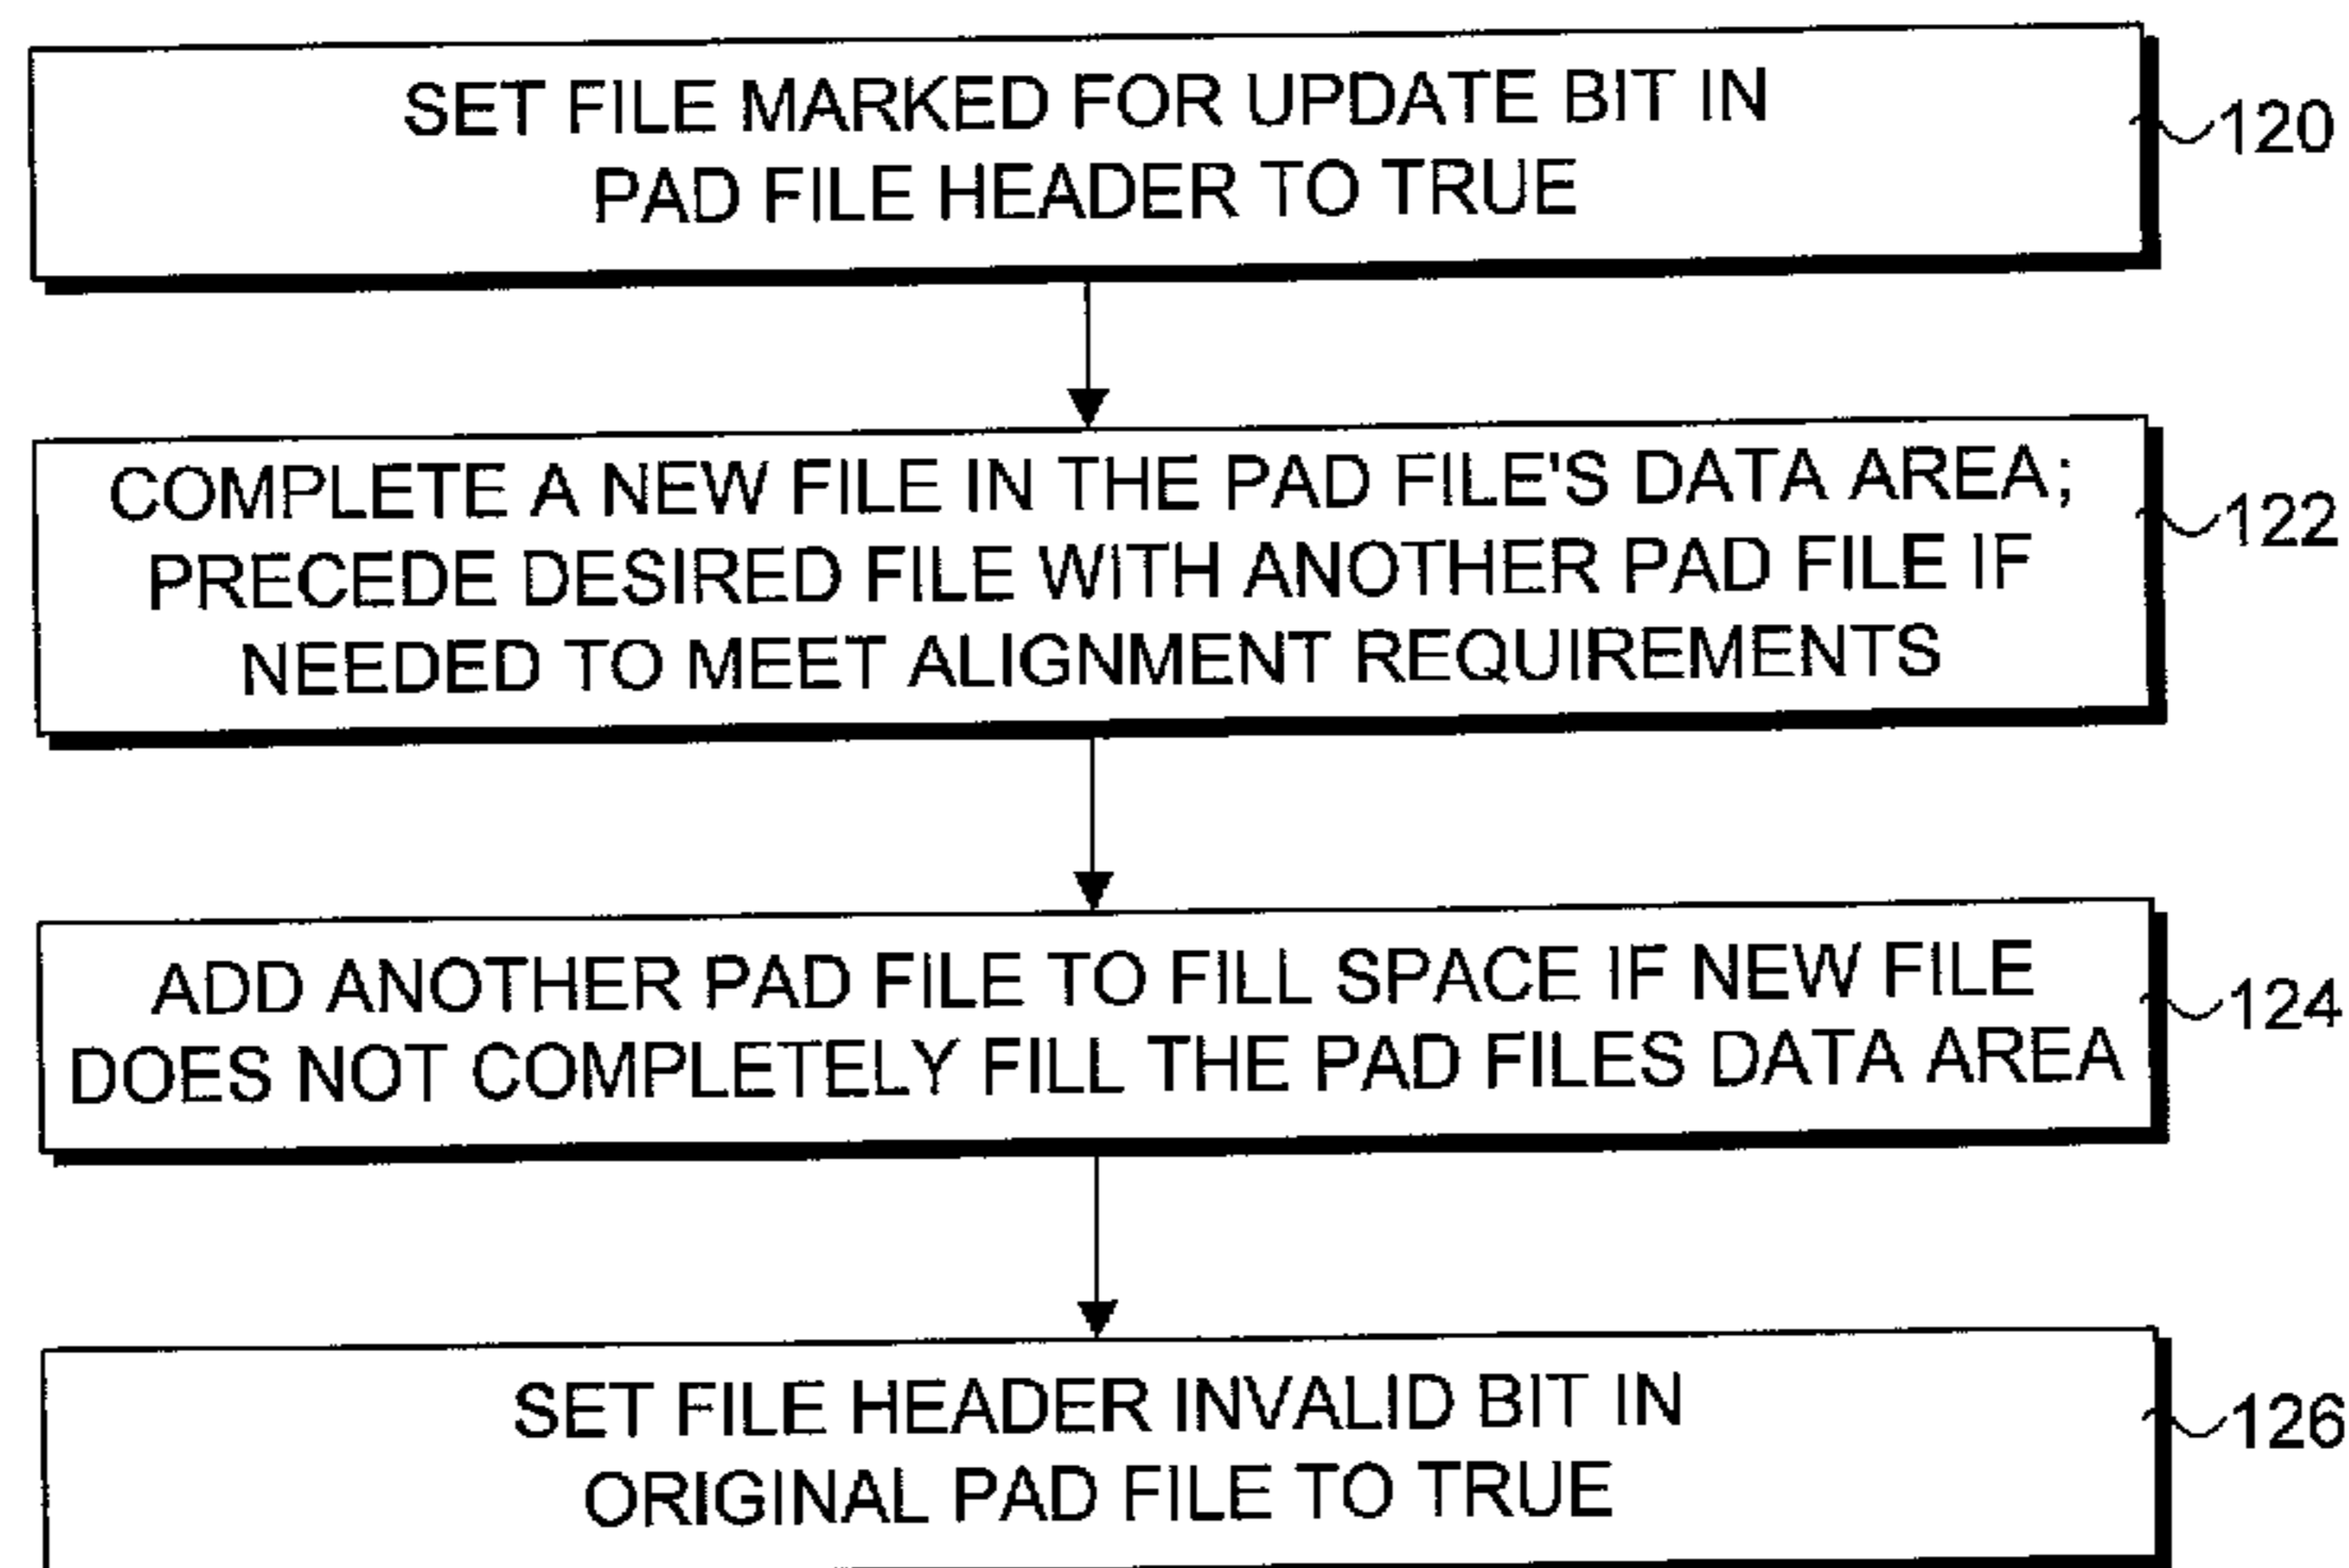 SET FILE MARKED FOR UPDATE BIT IN
PAD FILE HEADER TO TRUE
120
COMPLETE A NEW FILE IN THE PAD FILE'S DATA AREA;
PRECEDE DESIRED FILE WITH ANOTHER PAD FILE IF
NEEDED TO MEET ALIGNMENT REQUIREMENTS
122
ADD ANOTHER PAD FILE TO FILL SPACE IF NEW FILE
DOES NOT COMPLETELY FILL THE PAD FILES DATA AREA
124
SET FILE HEADER INVALID BIT IN
ORIGINAL PAD FILE TO TRUE
126